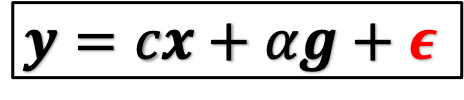 y = cx + αg + ϵ